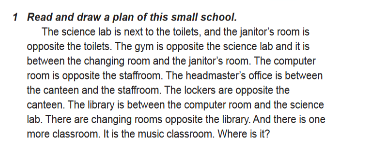 1 Read and draw a plan of this small school.
The science lab is next to the toilets, and the janitor's room is
opposite the toilets. The gym is opposite the science lab and it is
between the changing room and the janitor's room. The computer
room is opposite the staffroom. The headmaster's office is between
the canteen and the staffroom. The lockers are opposite the
canteen. The library is between the computer room and the science
lab. There are changing rooms opposite the library. And there is one
more classroom. It is the music classroom. Where is it?